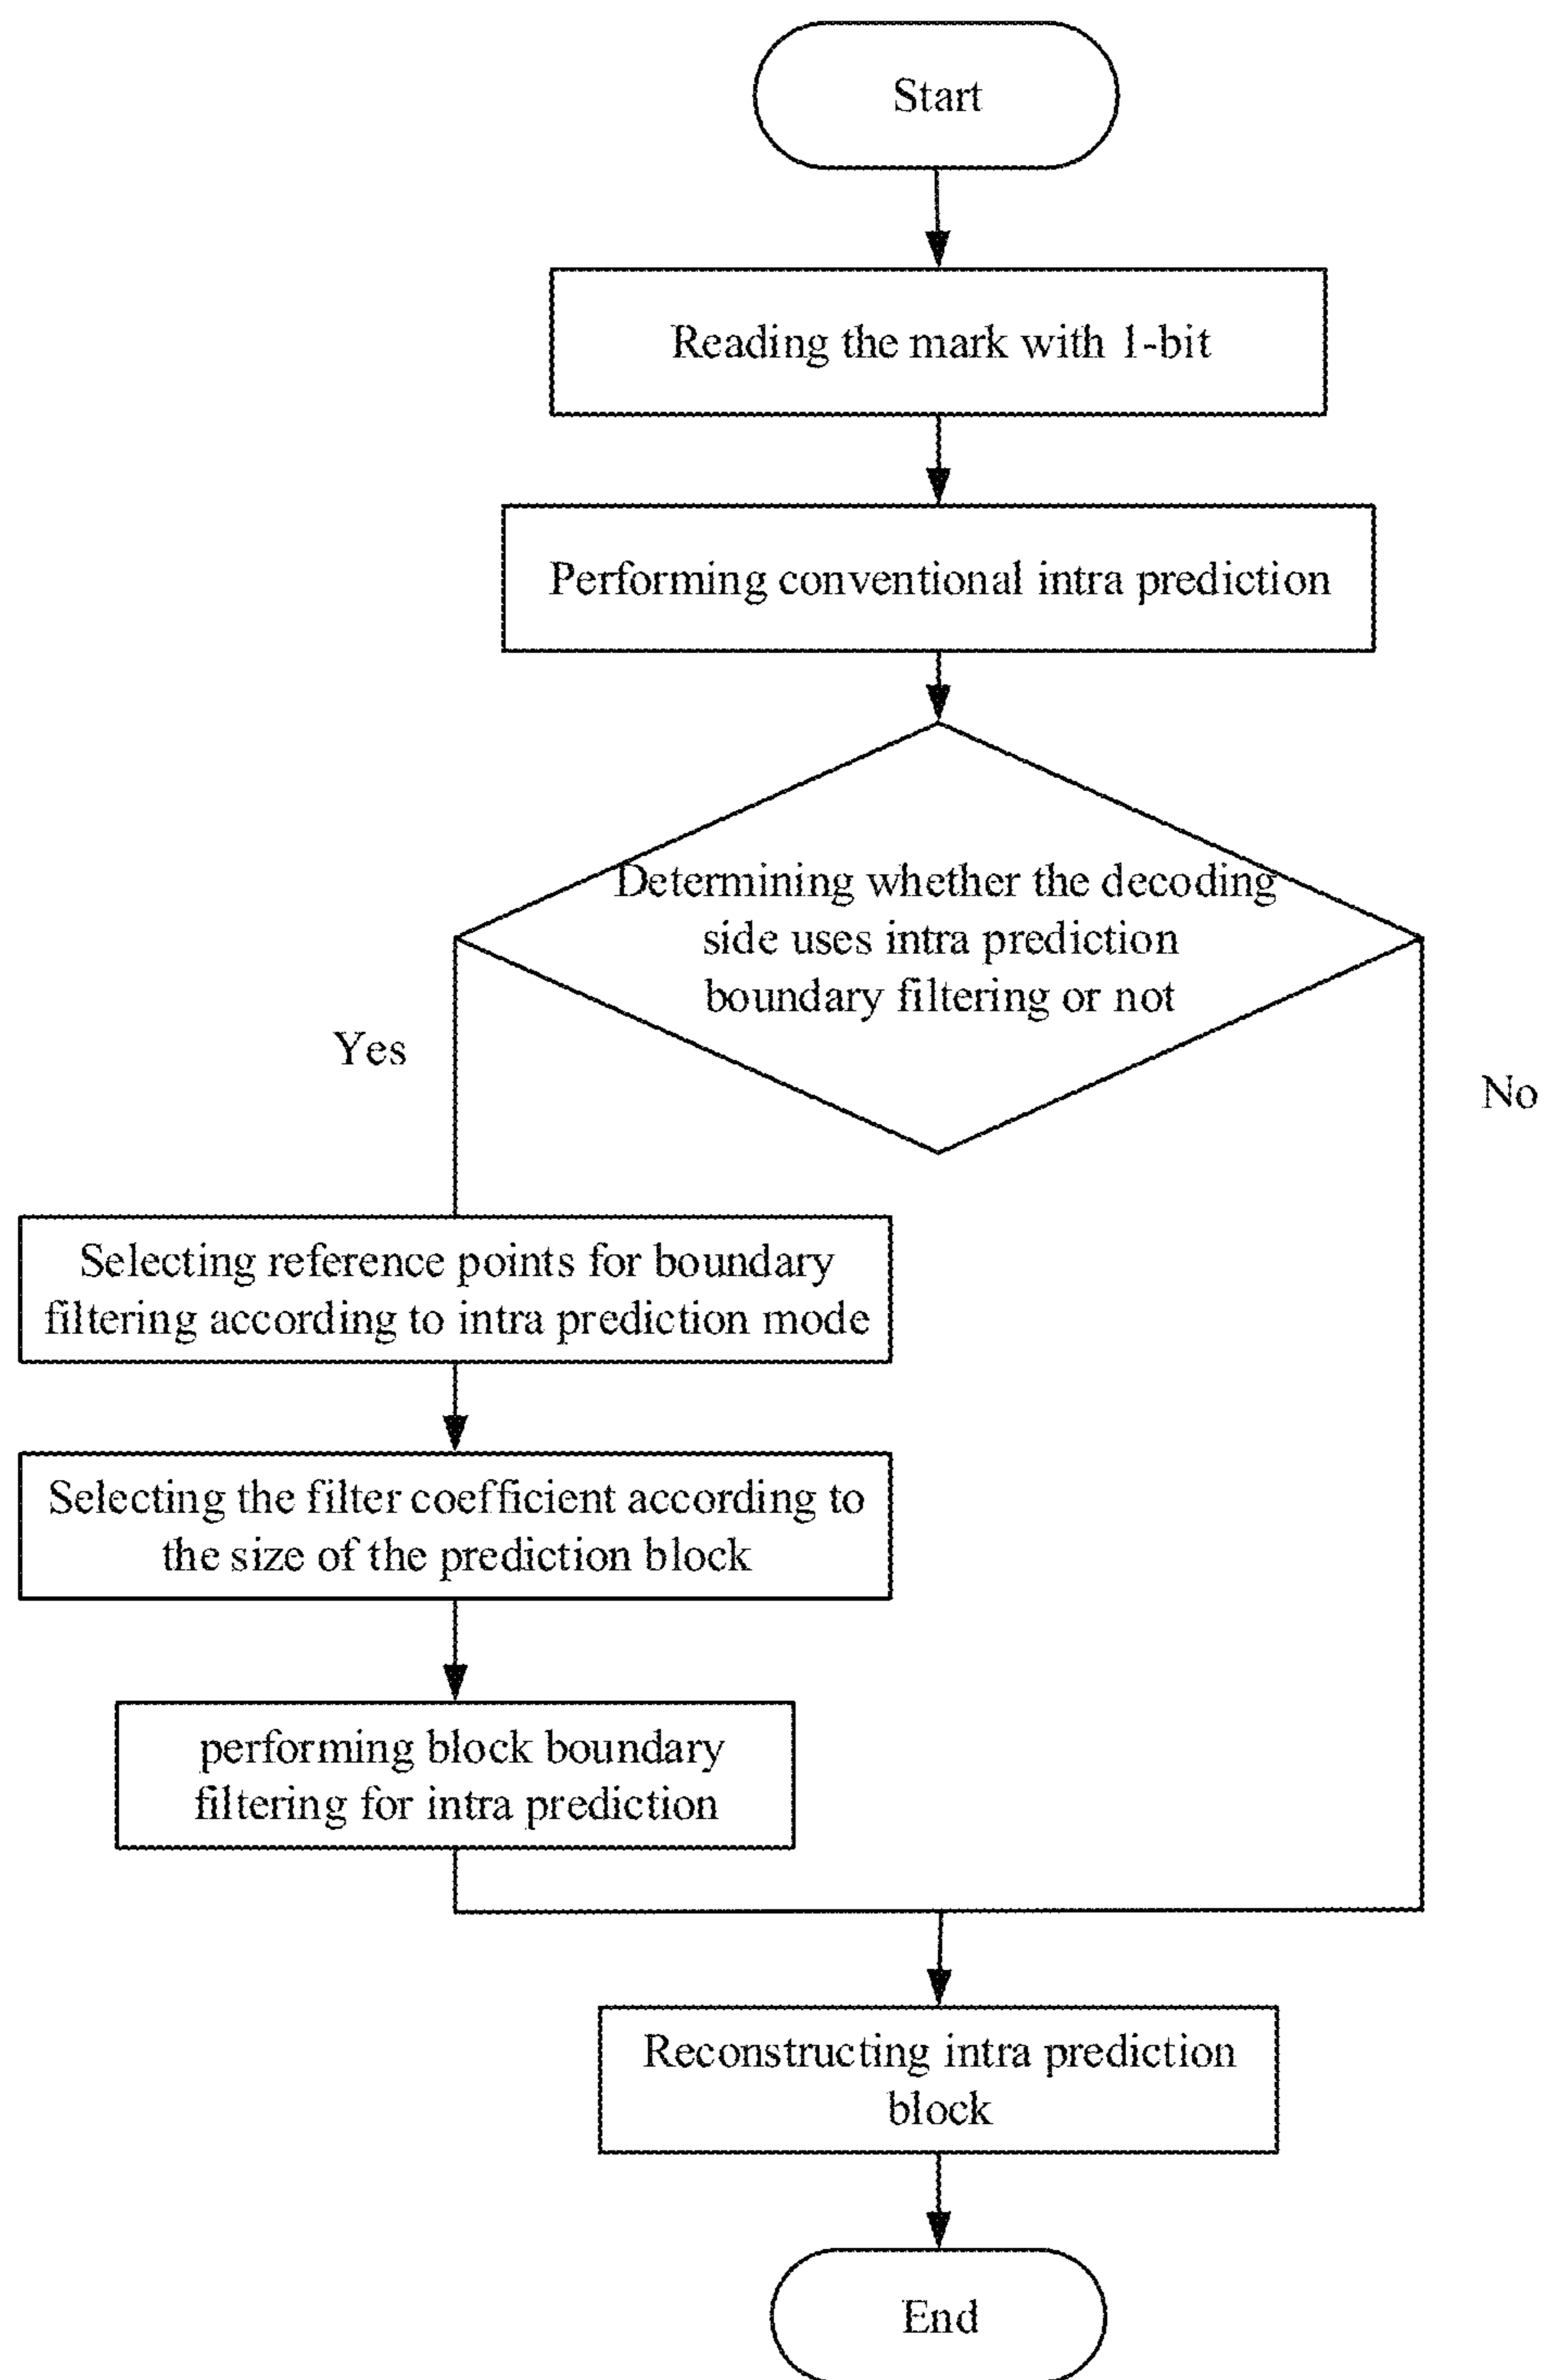 Start
Reading the mark with 1-bit
Performing conventional intra prediction
Determining whether the decoding
side uses intra prediction
boundary filtering or not
Yes
No
Selecting reference points for boundary
filtering according to intra prediction mode
Selecting the filter coefficient according to
the size of the prediction block
performing block boundary
filtering for intra prediction
Reconstructing intra prediction
block
End